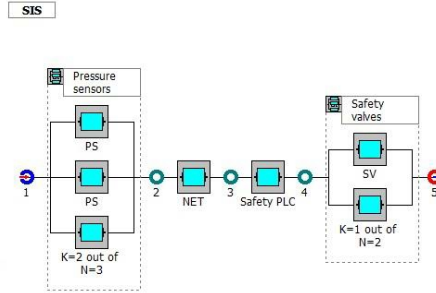 SIS
Pressure
sensors
PS
PS
K=2 out of
N=3
1
2
NET
3
Safety PLC
4
Safety
valves
SV
K=1 out of
N=2
5